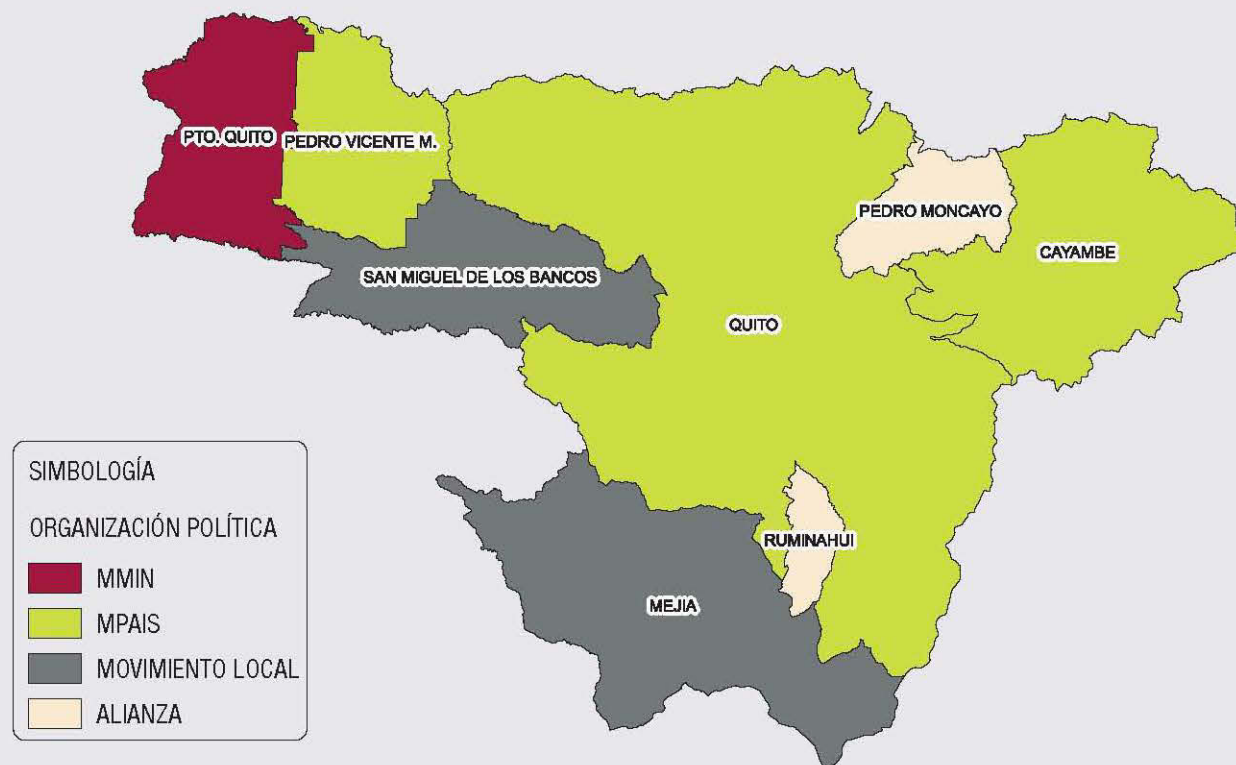 PTO. QUITO
PEDRO VICENTE M.
PEDRO MONCAYO
CAYAMBE
SAN MIGUEL DE LOS BANCOS
QUITO
RUMINAHUI
MEJIA
SIMBOLOGÍA
ORGANIZACIÓN POLÍTICA
MMIN
MPAIS
MOVIMIENTO LOCAL
ALIANZA